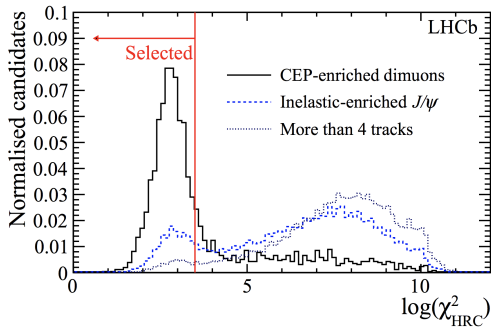 0.1
LHCb
0.09
Selected
0.08
CEP-enriched dimuons
0.07
Inelastic-enriched J/ψ
0.06
More than 4 tracks
0.05
0.04
0.03
0.02
0.01
0
0 5 10
Normalised candidates
log(χ²HRC)